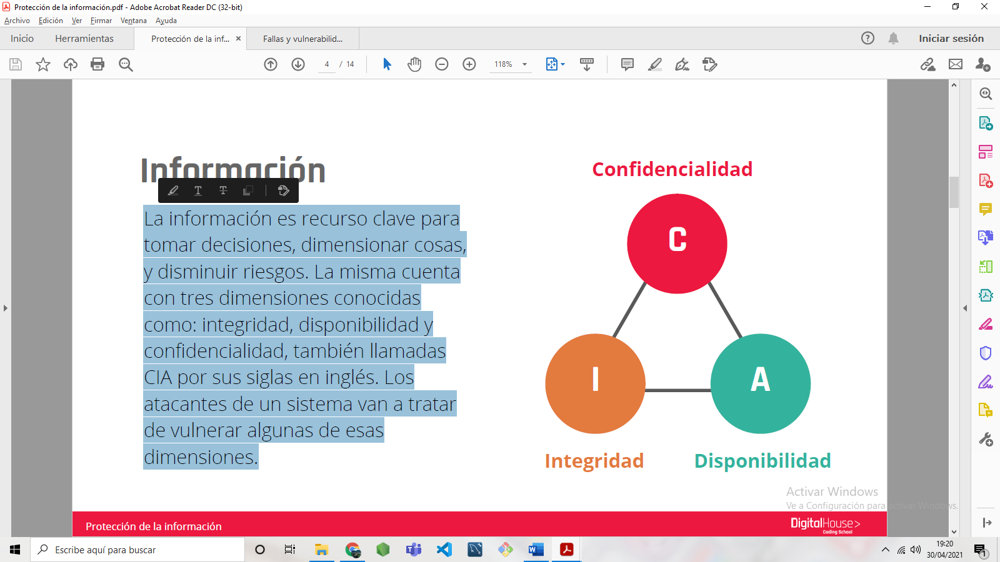 Protección de la información.pdf - Adobe Acrobat Reader DC (32-bit)
Archivo Edición Ver Firmar Ventana Ayuda
Inicio Herramientas Protección de la inf... × Fallas y vulnerabilid... Iniciar sesión
4 / 14 118%
Información
La información es recurso clave para
tomar decisiones, dimensionar cosas,
y disminuir riesgos. La misma cuenta
con tres dimensiones conocidas
como: integridad, disponibilidad y
confidencialidad, también llamadas
CIA por sus siglas en inglés. Los
atacantes de un sistema van a tratar
de vulnerar algunas de esas
dimensiones.
Confidencialidad
C
I
A
Integridad
Disponibilidad
Activar Windows
Ve a Configuración para activar Windows.
Protección de la información
DigitalHouse>
Coding School
Escribe aquí para buscar
19:20
30/04/2021
1